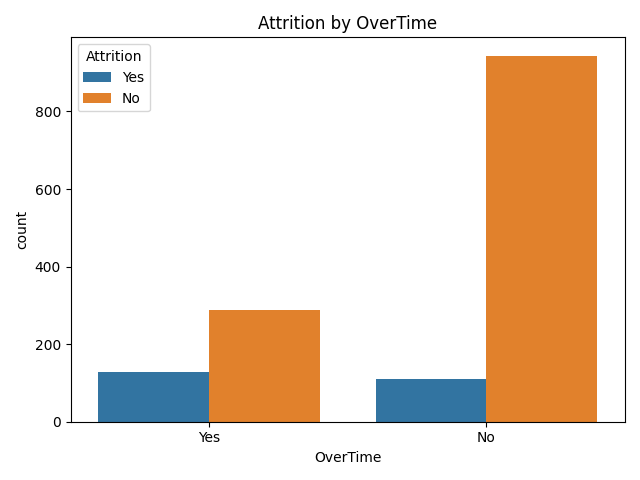 Attrition by OverTime
Attrition
Yes
No
800
600
400
200
0
count
Yes
No
OverTime